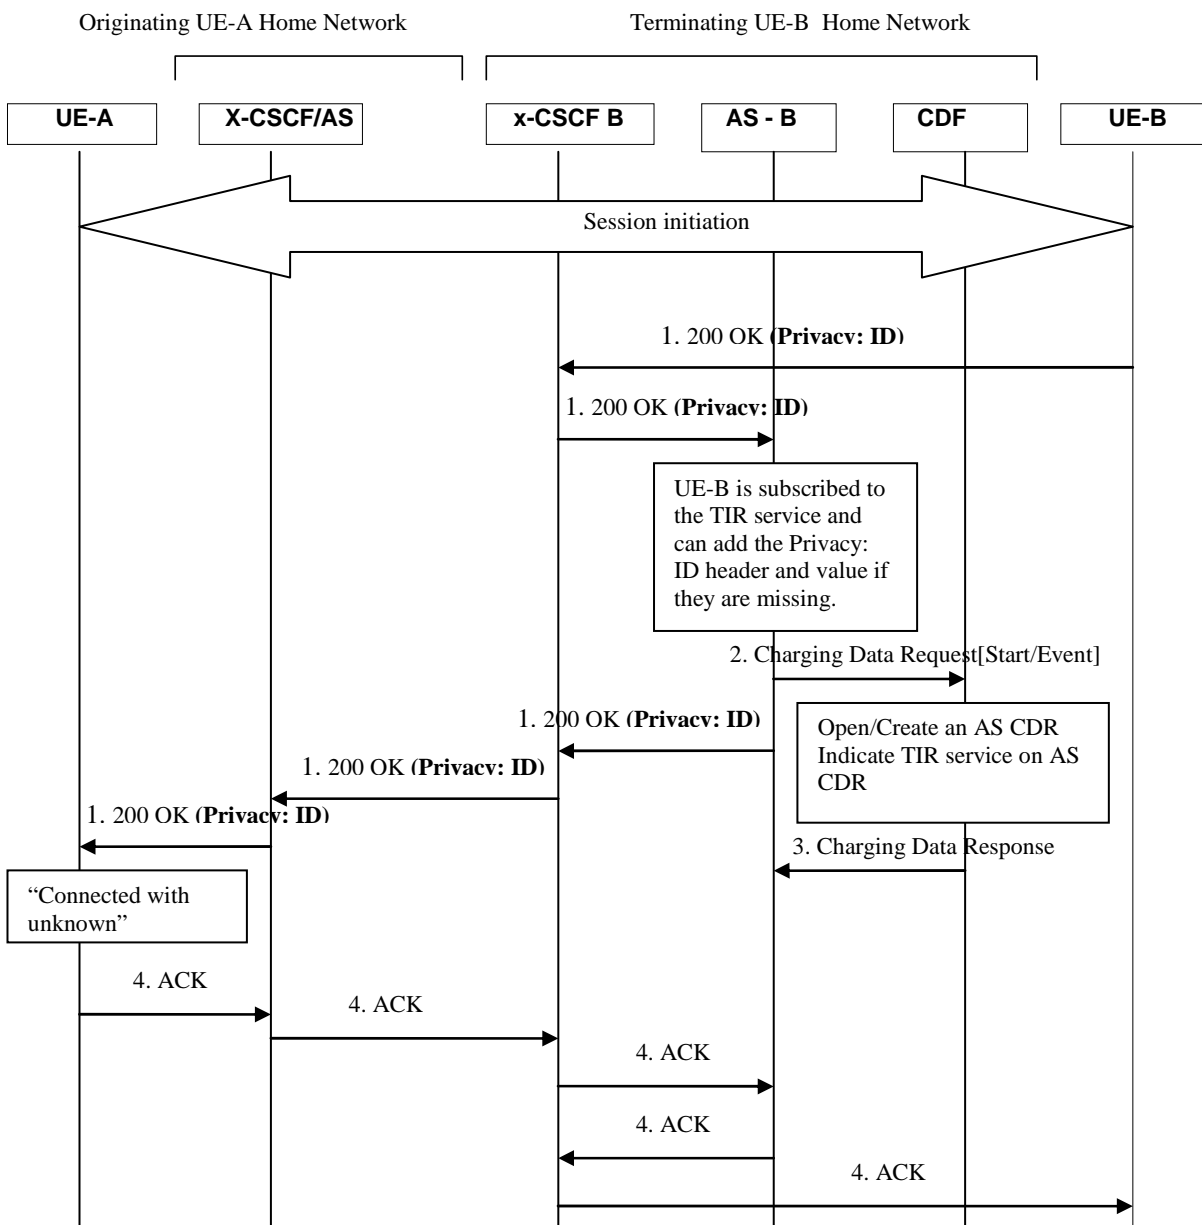 Originating UE-A Home Network
Terminating UE-B Home Network
UE-A
X-CSCF/AS
x-CSCF B
AS - B
CDF
UE-B
Session initiation
1. 200 OK (Privacy: ID)
1. 200 OK (Privacy: ID)
UE-B is subscribed to
the TIR service and
can add the Privacy:
ID header and value if
they are missing.
2. Charging Data Request[Start/Event]
1. 200 OK (Privacy: ID)
Open/Create an AS CDR
Indicate TIR service on AS
CDR
1. 200 OK (Privacy: ID)
1. 200 OK (Privacy: ID)
3. Charging Data Response
“Connected with
unknown”
4. ACK
4. ACK
4. ACK
4. ACK
4. ACK